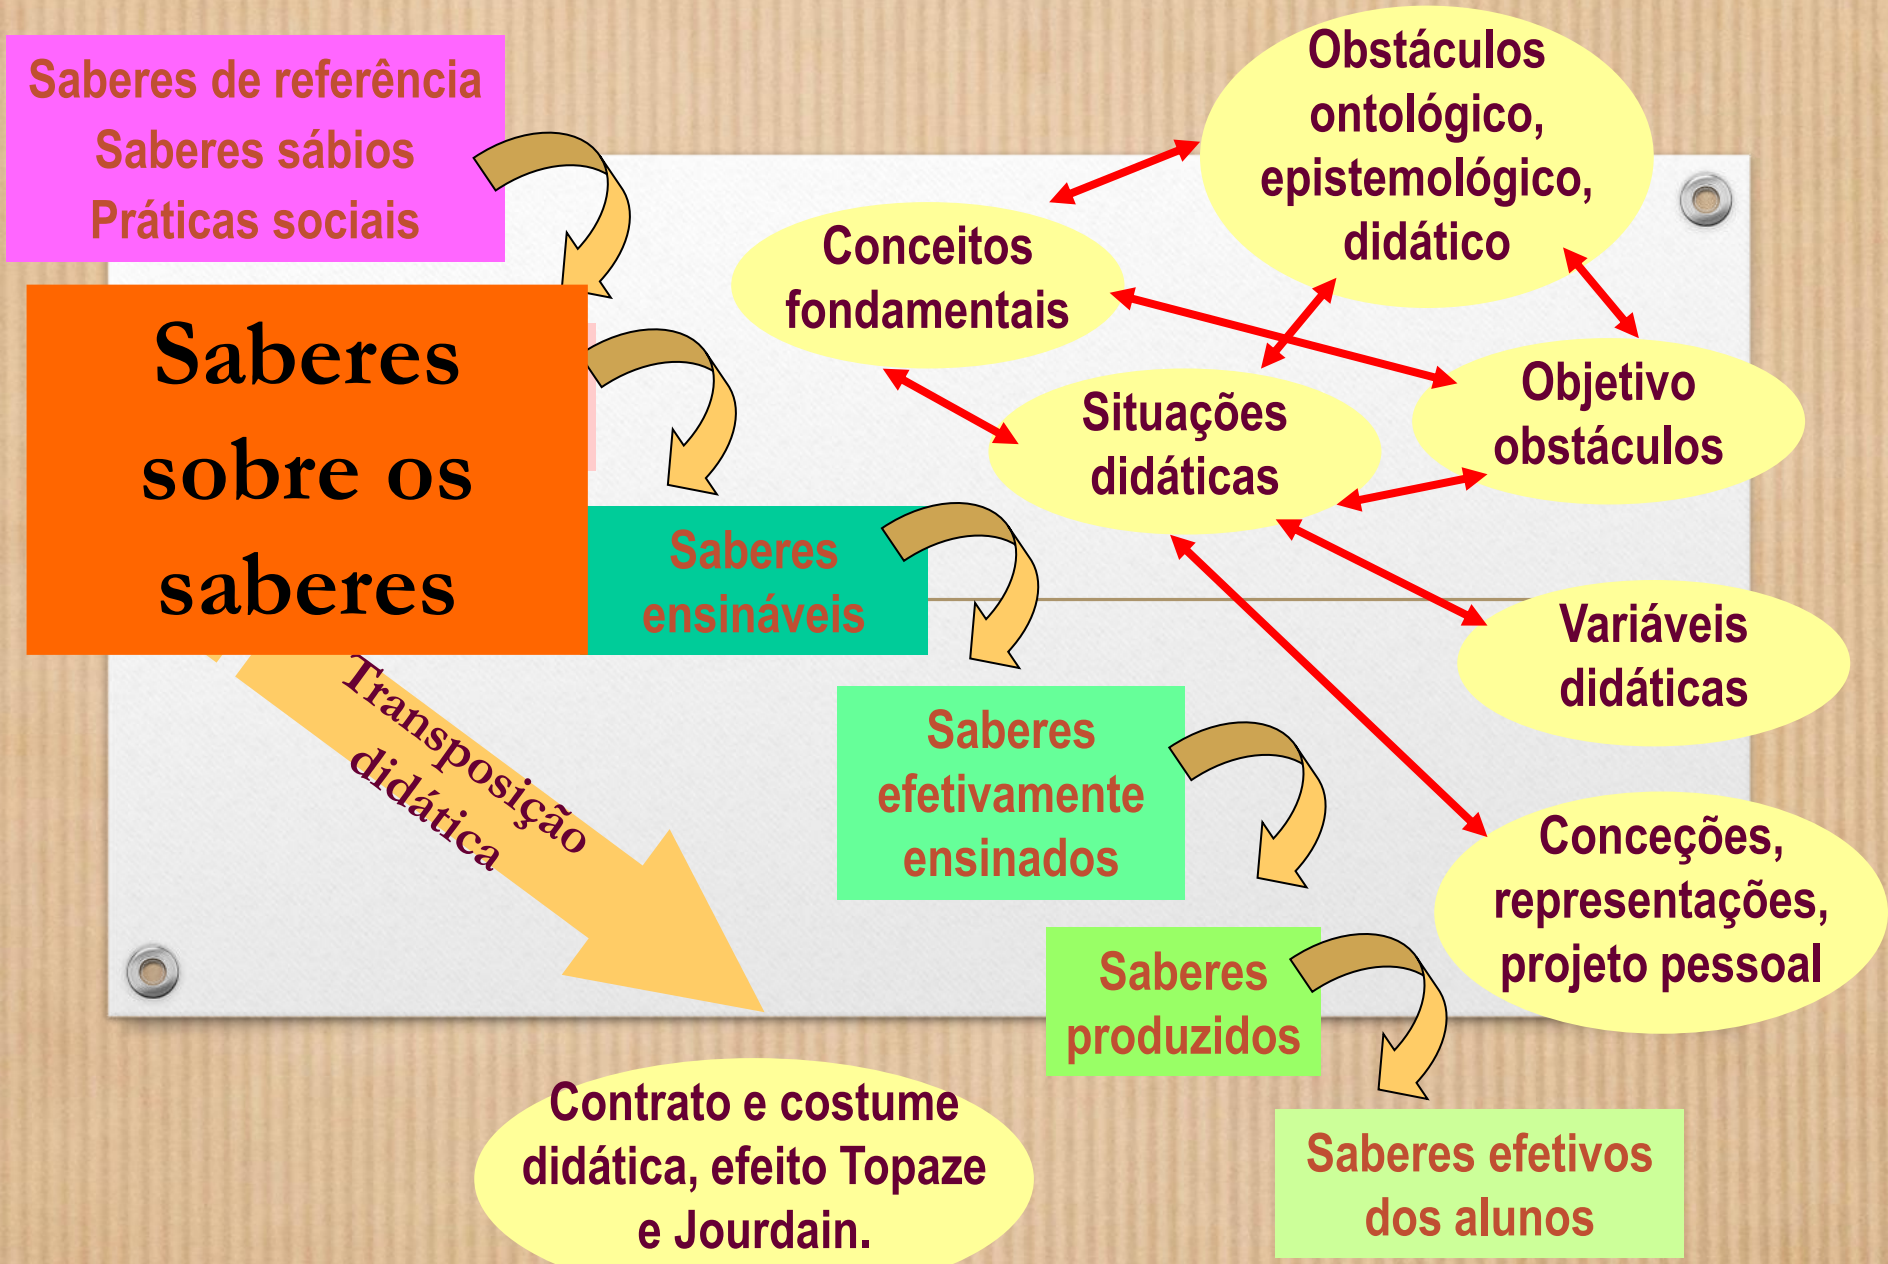 Saberes de referência
Saberes sábios
Práticas sociais
Saberes
sobre os
saberes
Saberes
ensináveis
Transposição
didática
Saberes
efetivamente
ensinados
Saberes
produzidos
Saberes efetivos
dos alunos
Obstáculos
ontológico,
epistemológico,
didático
Conceitos
fondamentais
Situações
didáticas
Objetivo
obstáculos
Variáveis
didáticas
Conceções,
representações,
projeto pessoal
Contrato e costume
didática, efeito Topaze
e Jourdain.